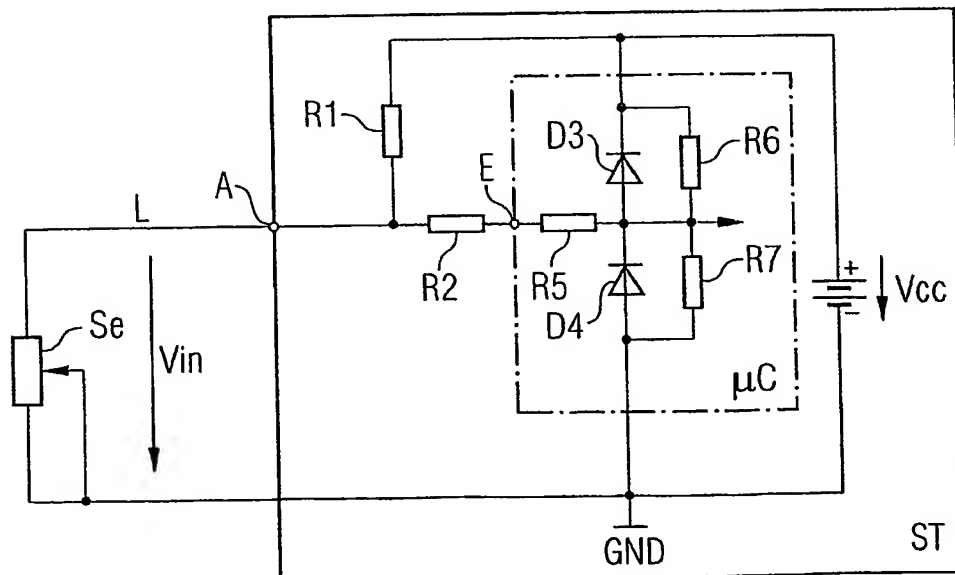 R1
D3
R6
E
A
L
R2
R5
R7
D4
+
−
Vcc
Se
Vin
µC
GND
ST